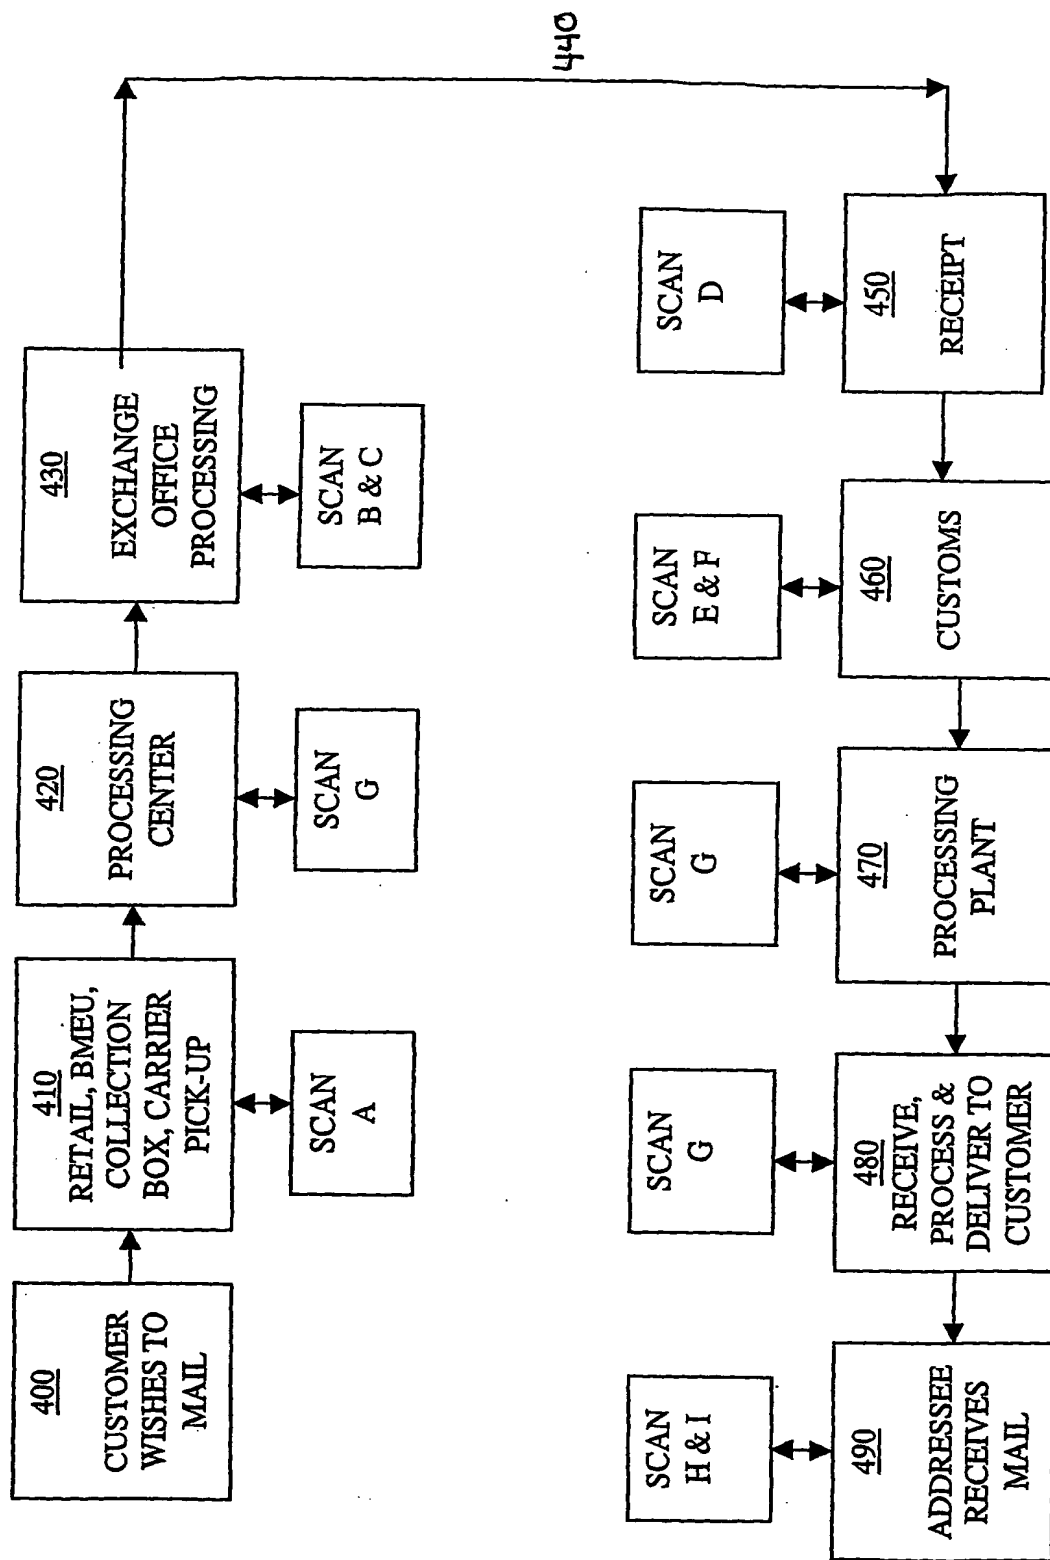 400
CUSTOMER
WISHES TO
MAIL
410
RETAIL, BMEU,
COLLECTION
BOX, CARRIER
PICK-UP
SCAN
A
420
PROCESSING
CENTER
SCAN
G
430
EXCHANGE
OFFICE
PROCESSING
SCAN
B & C
440
SCAN
D
450
RECEIPT
SCAN
E & F
460
CUSTOMS
SCAN
G
470
PROCESSING
PLANT
SCAN
G
480
RECEIVE,
PROCESS &
DELIVER TO
CUSTOMER
SCAN
H & I
490
ADDRESSEE
RECEIVES
MAIL